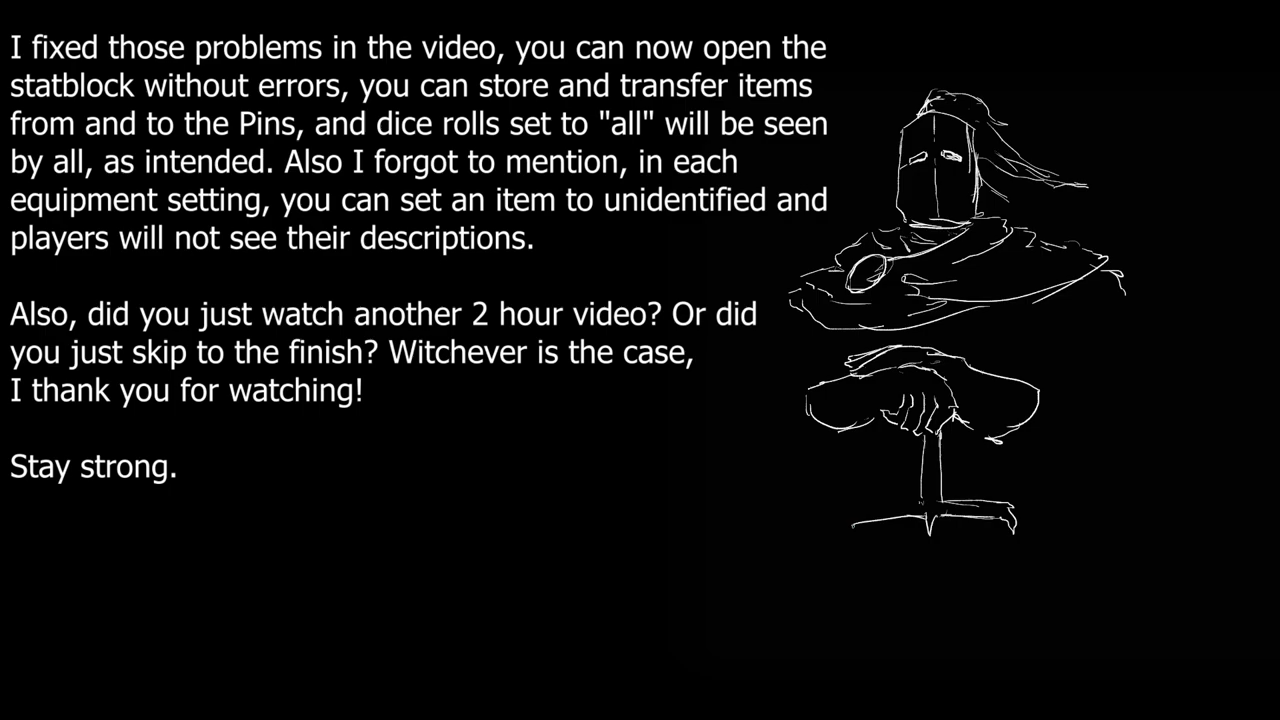 I fixed those problems in the video, you can now open the
statblock without errors, you can store and transfer items
from and to the Pins, and dice rolls set to "all" will be seen
by all, as intended. Also I forgot to mention, in each
equipment setting, you can set an item to unidentified and
players will not see their descriptions.
Also, did you just watch another 2 hour video? Or did
you just skip to the finish? Witchever is the case,
I thank you for watching!
Stay strong.